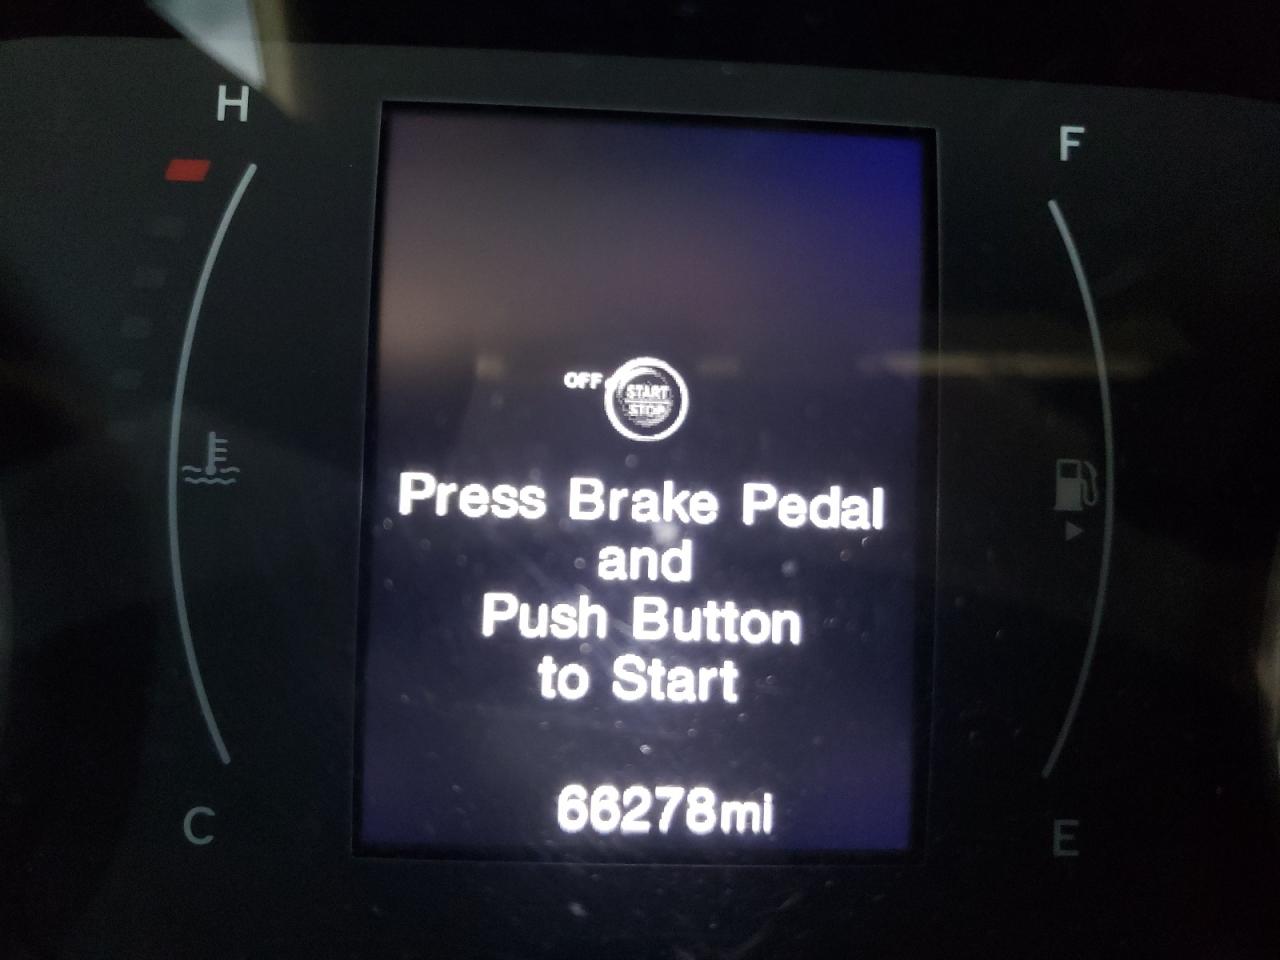 H
F
OFF
START
STOP
Press Brake Pedal
and
Push Button
to Start
66278mi
C
E